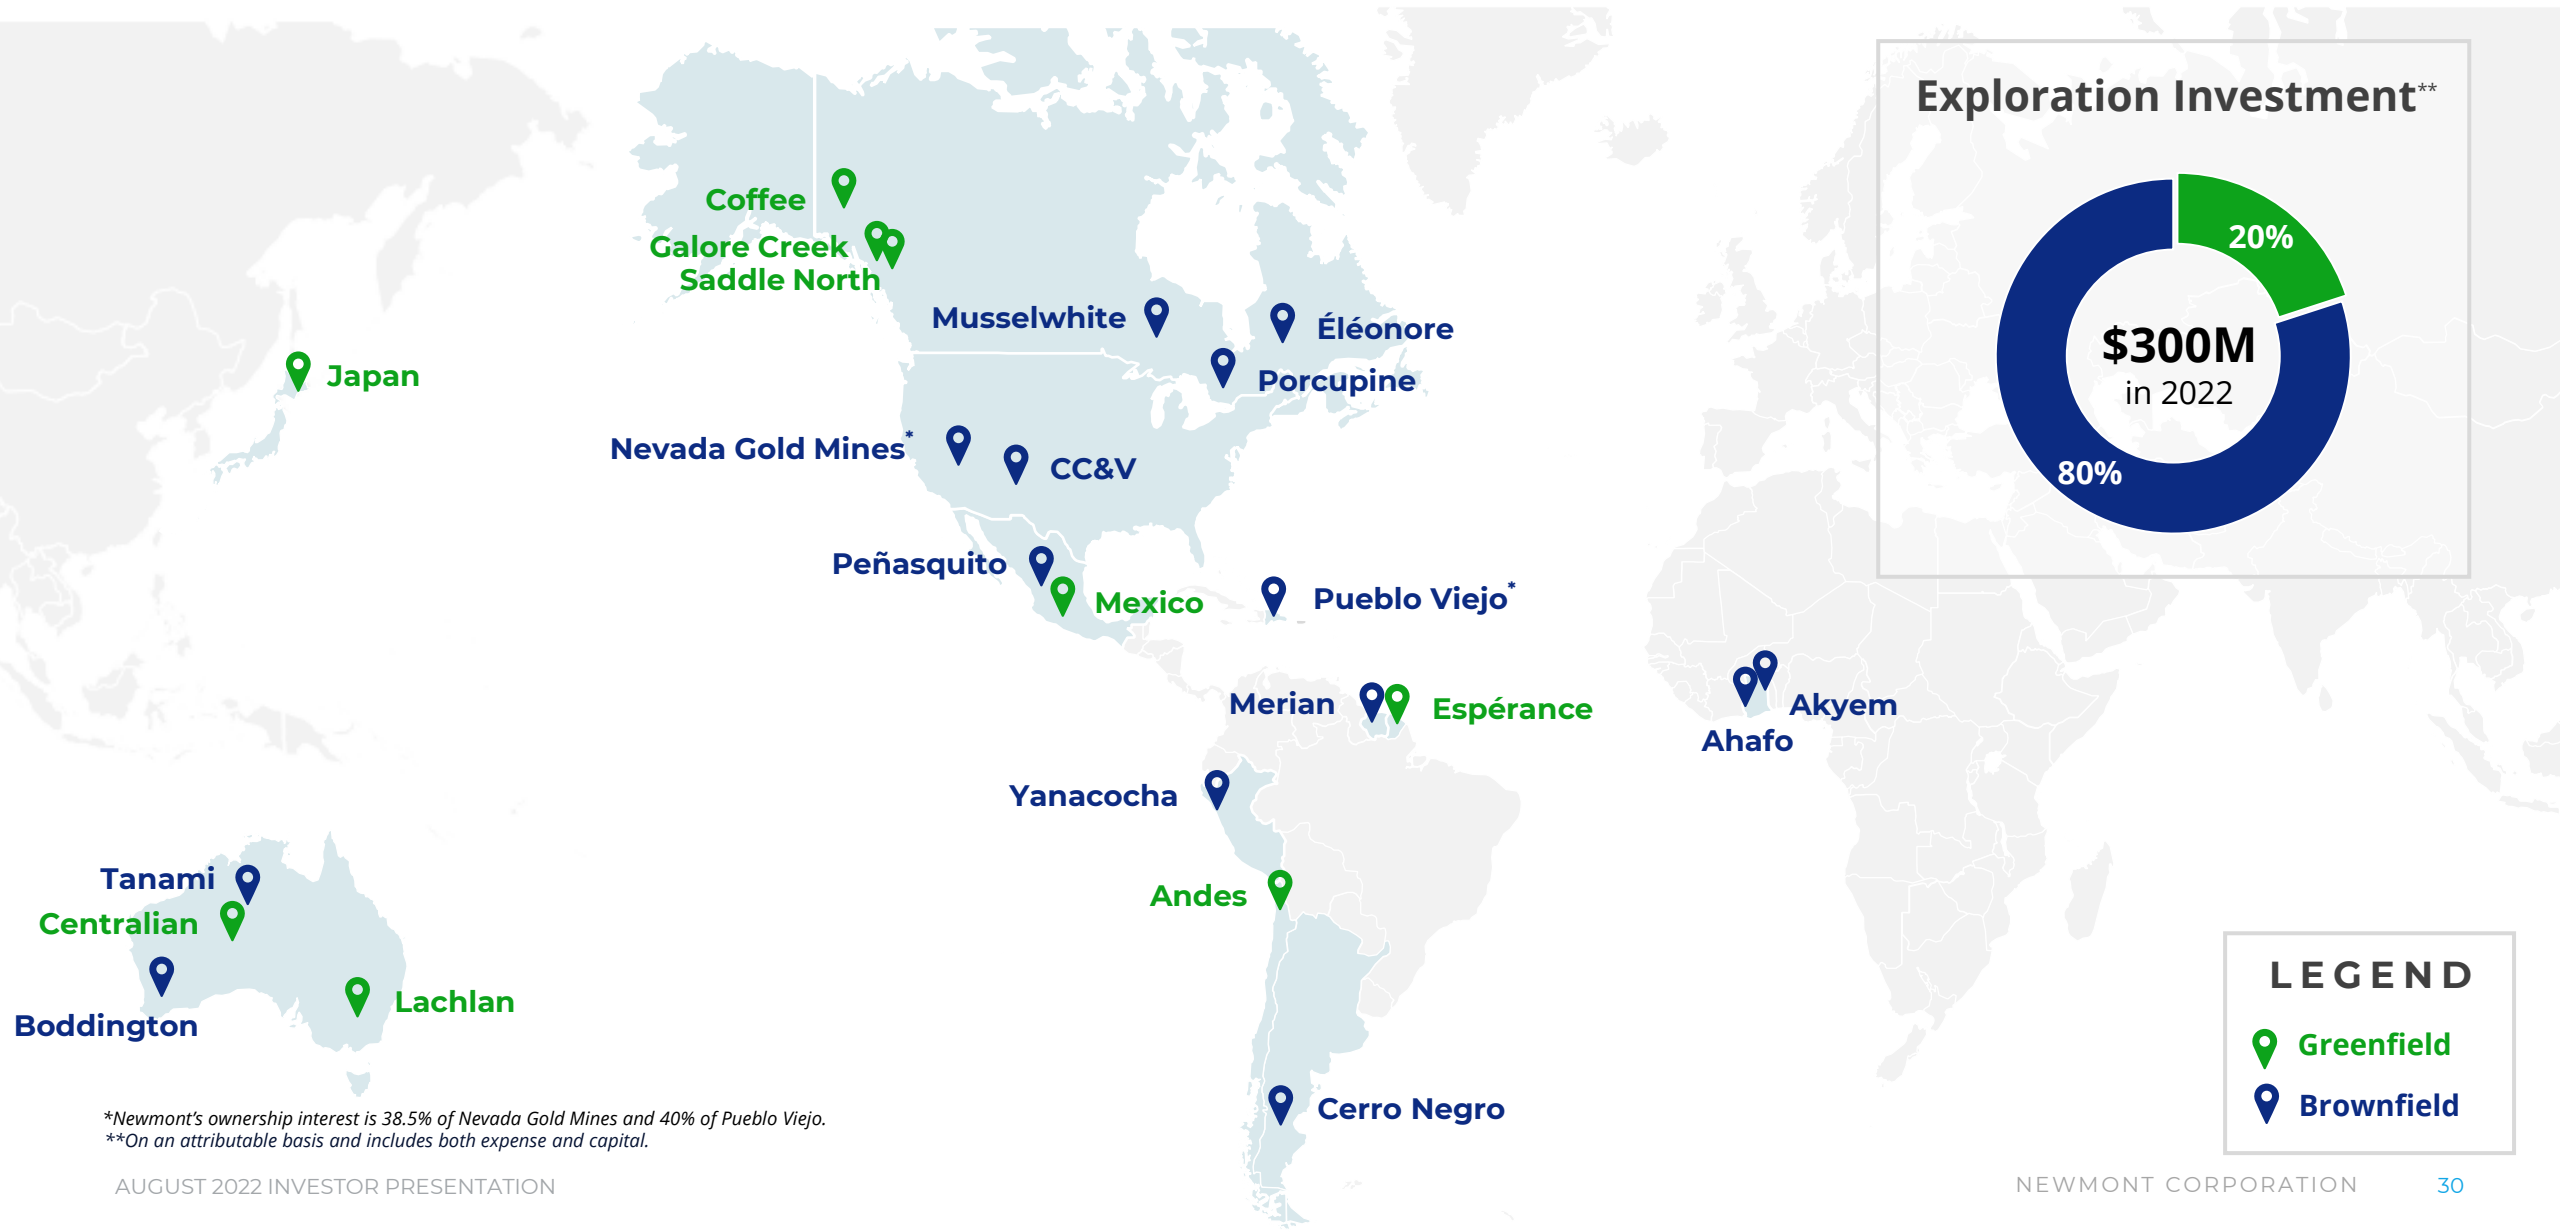 Exploration Investment**
20%
$300M
in 2022
80%
Coffee
Galore Creek
Saddle North
Musselwhite
Éléonore
Porcupine
Japan
Nevada Gold Mines*
CC&V
Peñasquito
Mexico
Pueblo Viejo*
Merian
Espérance
Akyem
Ahafo
Yanacocha
Andes
Tanami
Centralian
Boddington
Lachlan
Cerro Negro
LEGEND
Greenfield
Brownfield
*Newmont's ownership interest is 38.5% of Nevada Gold Mines and 40% of Pueblo Viejo.
**On an attributable basis and includes both expense and capital.
AUGUST 2022 INVESTOR PRESENTATION
NEWMONT CORPORATION 30